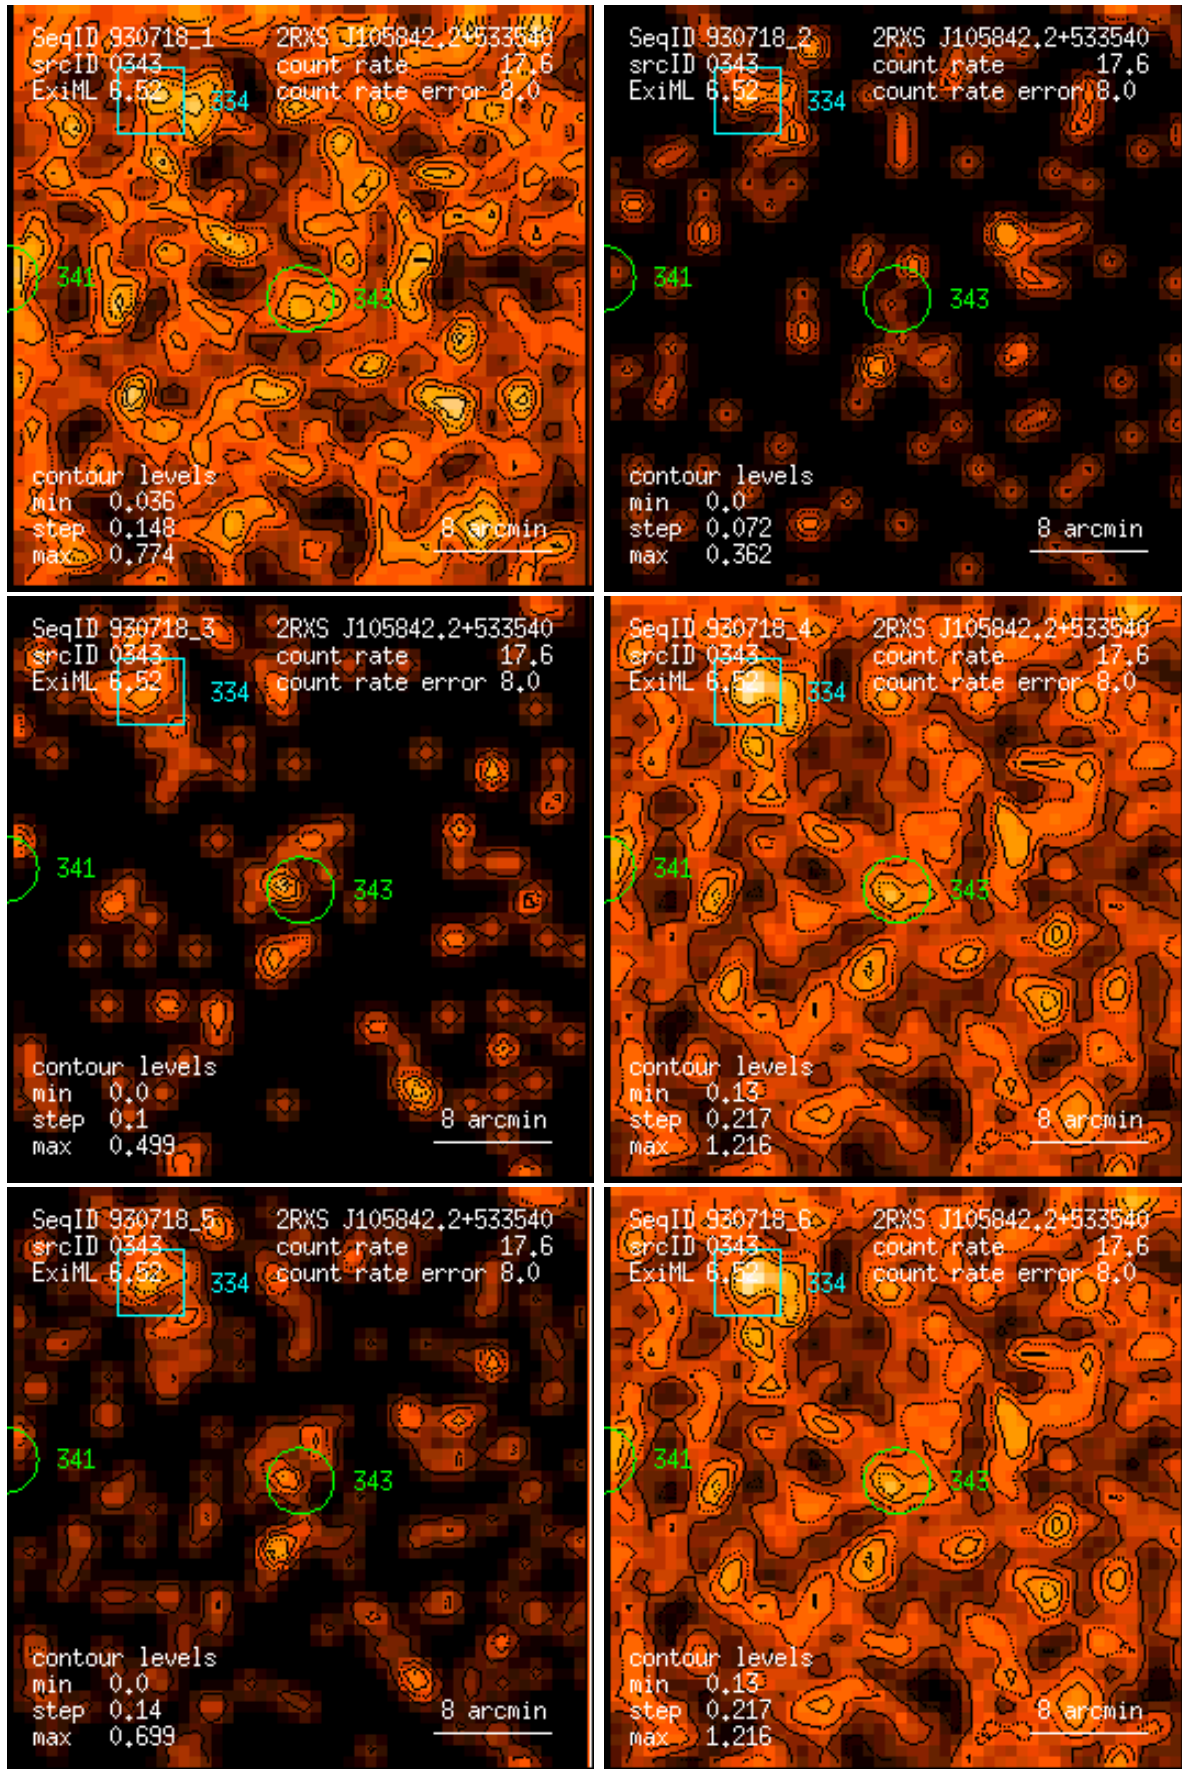 SeqID 930718_1 2RXS J105842.2+533540
srcID 0343 count rate 17.6
ExiML 6.52 334 count rate error 8.0
341
343
contour levels
min 0.036
step 0.148 8 arcmin
max 0.774
SeqID 930718_2 2RXS J105842.2+533540
srcID 0343 count rate 17.6
ExiML 6.52 334 count rate error 8.0
341
343
contour levels
min 0.0
step 0.072 8 arcmin
max 0.362
SeqID 930718_3 2RXS J105842.2+533540
srcID 0343 count rate 17.6
ExiML 6.52 334 count rate error 8.0
341
343
contour levels
min 0.0
step 0.1 8 arcmin
max 0.499
SeqID 930718_4 2RXS J105842.2+533540
srcID 0343 count rate 17.6
ExiML 6.52 334 count rate error 8.0
341
343
contour levels
min 0.13
step 0.217 8 arcmin
max 1.216
SeqID 930718_5 2RXS J105842.2+533540
srcID 0343 count rate 17.6
ExiML 6.52 334 count rate error 8.0
341
343
contour levels
min 0.0
step 0.14 8 arcmin
max 0.699
SeqID 930718_6 2RXS J105842.2+533540
srcID 0343 count rate 17.6
ExiML 6.52 334 count rate error 8.0
341
343
contour levels
min 0.13
step 0.217 8 arcmin
max 1.216